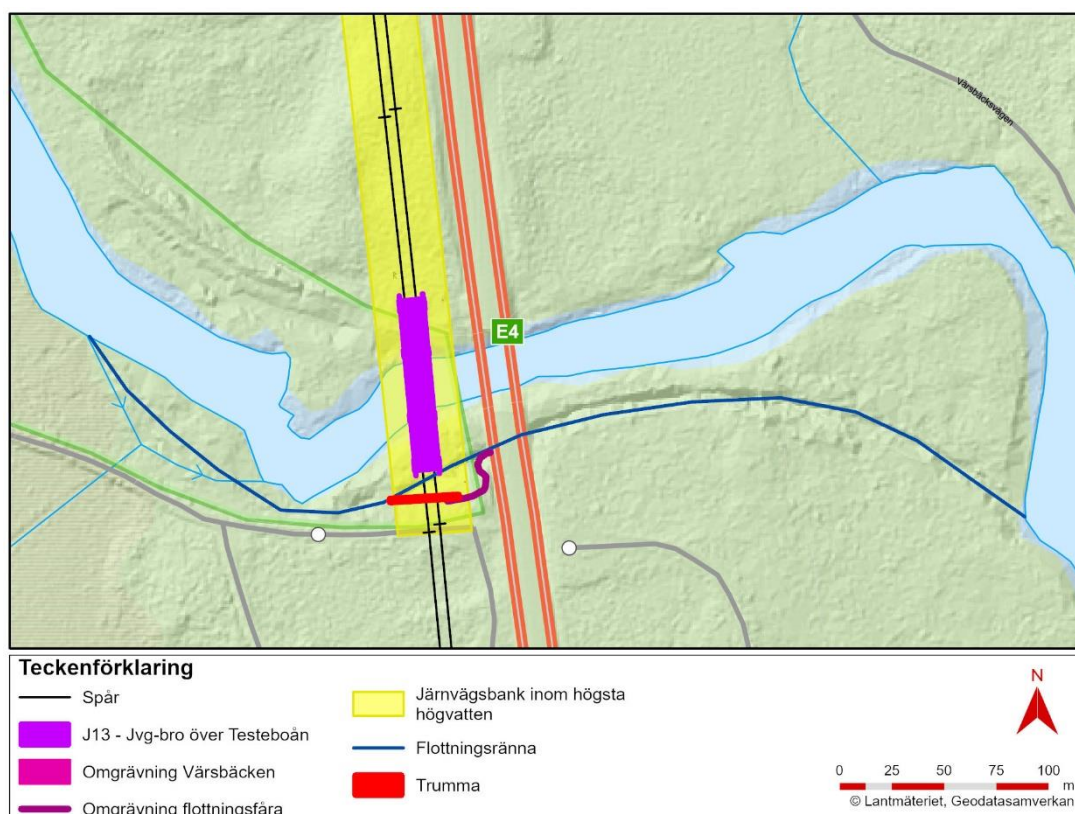 Värsbäcksvägen
E4
Teckenförklaring
Spår
J13 - Jvg-bro över Testeboån
Omgrävning Värsbäcken
Omgrävning flottningsfåra
Järnvägsbank inom högsta
högvatten
Flottningsränna
Trumma
N
0 25 50 75 100
m
© Lantmäteriet, Geodatasamverkan